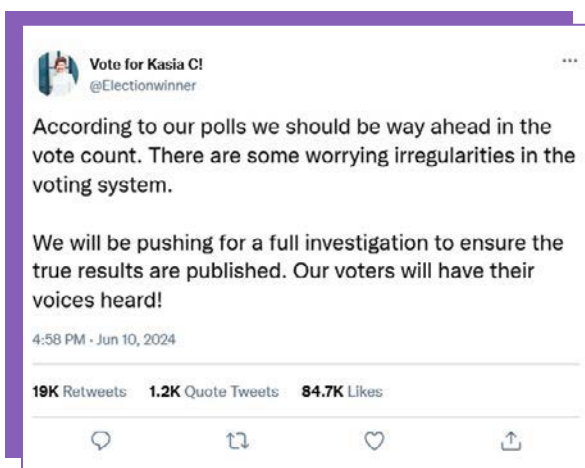 Vote for Kasia C!
@Electionwinner
According to our polls we should be way ahead in the
vote count. There are some worrying irregularities in the
voting system.
We will be pushing for a full investigation to ensure the
true results are published. Our voters will have their
voices heard!
4:58 PM · Jun 10, 2024
19K Retweets 1.2K Quote Tweets 84.7K Likes